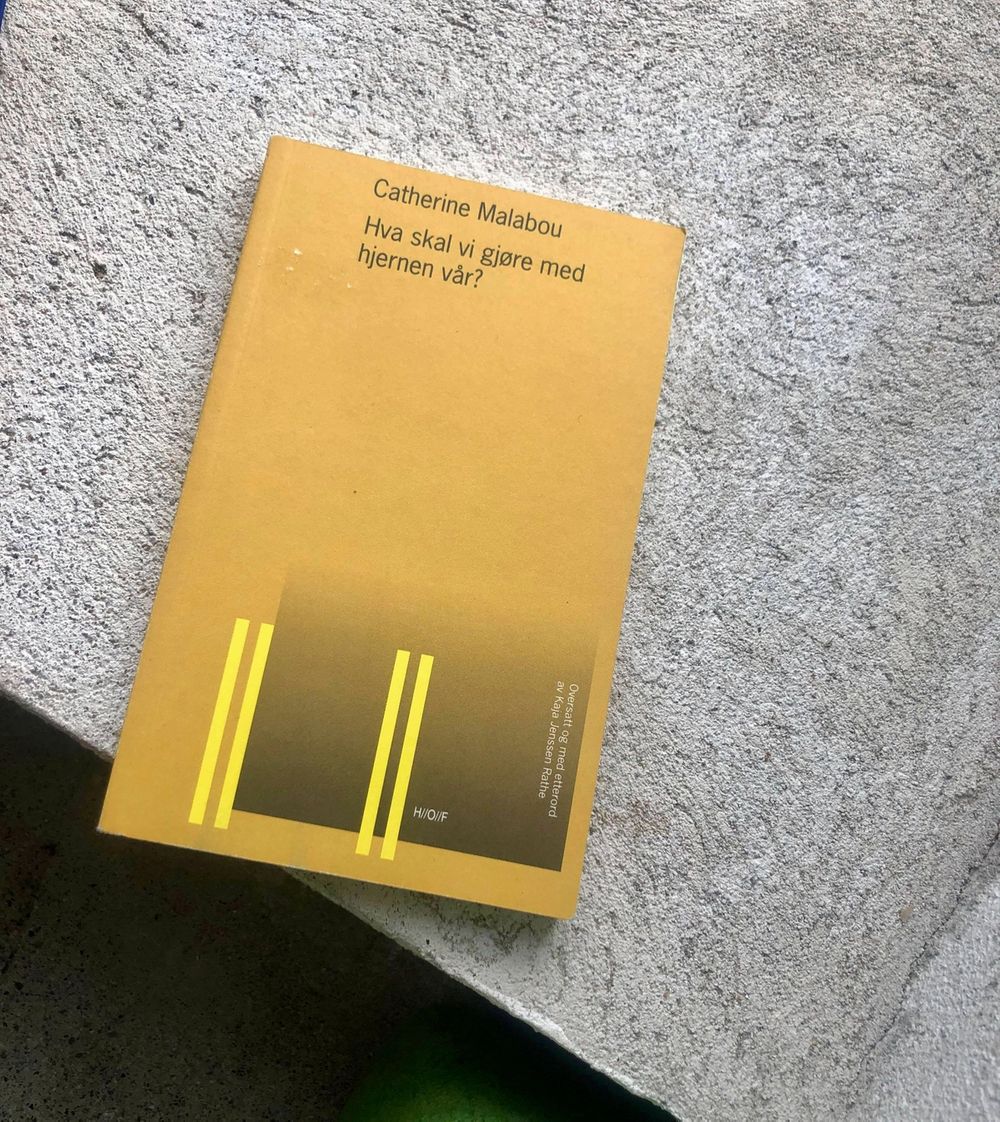 Catherine Malabou
Hva skal vi gjøre med
hjernen vår?
Oversatt og med etterord
av Kaja Jenssen Rathe
H//O//F